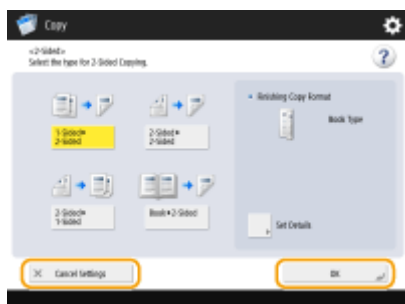 Copy
<2-Sided>
Select the type for 2-Sided Copying.
1-Sided▸
2-Sided
2-Sided▸
2-Sided
2-Sided▸
1-Sided
Book▸2-Sided
Finishing Copy Format
Book Type
Set Details
Cancel Settings
OK